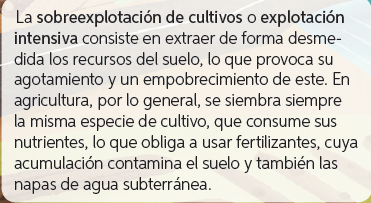 La sobreexplotación de cultivos o explotación
intensiva consiste en extraer de forma desme-
dida los recursos del suelo, lo que provoca su
agotamiento y un empobrecimiento de este. En
agricultura, por lo general, se siembra siempre
la misma especie de cultivo, que consume sus
nutrientes, lo que obliga a usar fertilizantes, cuya
acumulación contamina el suelo y también las
napas de agua subterránea.